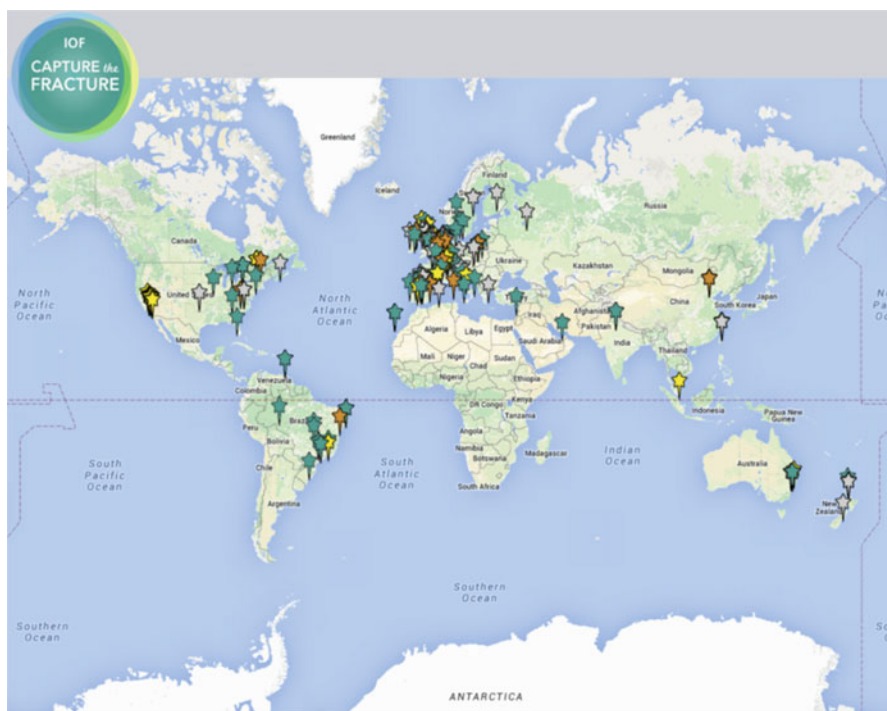 IOF
CAPTURE the
FRACTURE
Greenland
Iceland
Finland
Russia
Canada
Ukraine
Kazakhstan
Mongolia
North
Pacific
Ocean
North
Atlantic
Ocean
China
South Korea
Japan
Iraq
Afghanistan
Pakistan
Mexico
Algeria
Libya
Egypt
Saudi Arabia
India
Thailand
Mali
Niger
Sudan
Chad
Nigeria
Ethiopia
Venezuela
Colombia
Kenya
DR Congo
Tanzania
Indonesia
Papua New
Guinea
Peru
Bolivia
Angola
Namibia
Botswana
Madagascar
Indian
Ocean
Australia
South
Pacific
Ocean
Chile
South
Atlantic
Ocean
South Africa
Argentina
New
Zealand
Southern
Ocean
Southern
Ocean
ANTARCTICA